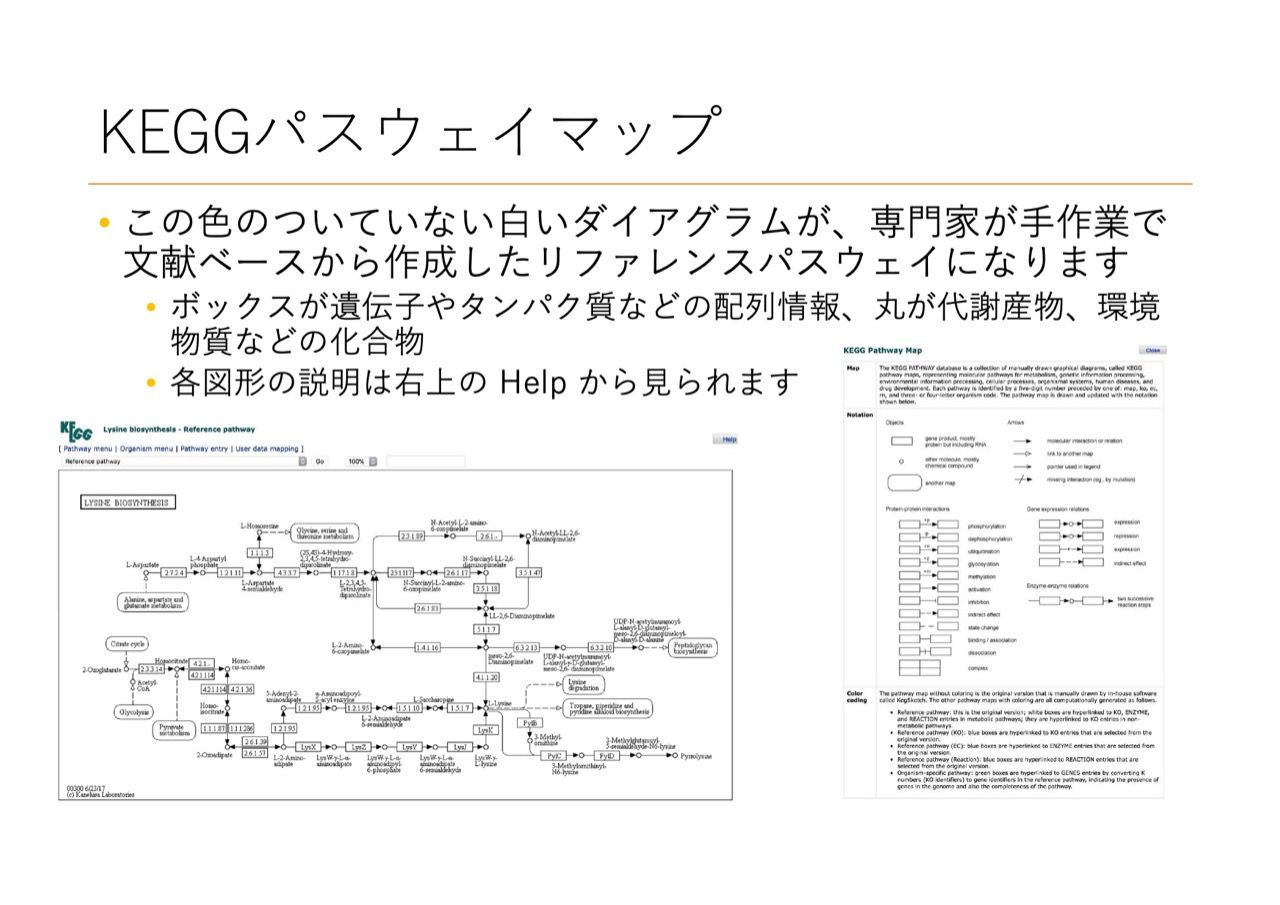 KEGGパスウェイマップ
• この色のついていない白いダイアグラムが、専門家が手作業で
文献ベースから作成したリファレンスパスウェイになります
• ボックスが遺伝子やタンパク質などの配列情報、丸が代謝産物、環境
物質などの化合物
• 各図形の説明は右上の Help から見られます
KEGG
Lysine biosynthesis - Reference pathway
Help
[ Pathway menu | Organism menu | Pathway entry | User data mapping ]
Reference pathway
Go
100%
LYSINE BIOSYNTHESIS
L-Homoserine
Glycine, serine and
threonine metabolism
N-Acetyl-L-2-amino-
6-oxopimelate
2.3.1.89
2.6.1.-
N-Acetyl-LL-2,6-
diaminopimelate
1.1.1.3
L-Aspartate
2.7.2.4
L-4-Aspartyl
phosphate
1.2.1.11
L-Aspartate
4-semialdehyde
4.3.3.7
(2S,4S)-4-Hydroxy-
2,3,4,5-tetrahydro-
dipicolinate
1.17.1.8
L-2,3,4,5-
Tetrahydro-
dipicolinate
2.3.1.117
N-Succinyl-L-2-amino-
6-oxopimelate
2.6.1.17
N-Succinyl-LL-2,6-
diaminopimelate
3.5.1.47
3.5.1.18
Alanine, aspartate and
glutamate metabolism
2.6.1.83
LL-2,6-Diaminopimelate
5.1.1.7
L-2-Amino-
6-oxopimelate
1.4.1.16
meso-2,6-
Diaminopimelate
6.3.2.13
UDP-N-acetylmuramoyl-
L-alanyl-γ-D-glutamyl-
meso-2,6-diaminopimelate
6.3.2.10
UDP-N-acetylmuramoyl-
L-alanyl-D-glutamyl-
meso-2,6-diaminopimeloyl-
D-alanyl-D-alanine
Peptidoglycan
biosynthesis
4.1.1.20
Citrate cycle
2-Oxoglutarate
2.3.3.14
Homocitrate
4.2.1.-
4.2.1.114
Homo-
cis-aconitate
Acetyl-
CoA
4.2.1.114
4.2.1.36
Glycolysis
Pyruvate
metabolism
Homo-
isocitrate
1.1.1.87
1.1.1.286
2-Oxoadipate
2.6.1.39
2.6.1.57
L-2-Amino-
adipate
1.2.1.95
5-Adenyl-2-
aminoadipate
1.2.1.95
α-Aminoadipoyl-
S-acyl enzyme
1.2.1.95
L-2-Aminoadipate
6-semialdehyde
1.5.1.10
L-Saccharopine
1.5.1.7
L-Lysine
Lysine
degradation
Tropane, piperidine and
pyridine alkaloid biosynthesis
LysX
LysW-γ-L-α-
aminoadipate
LysZ
LysW-γ-L-α-
aminoadipyl-
6-phosphate
LysY
LysW-γ-L-α-
aminoadipate
6-semialdehyde
LysJ
LysW-γ-
L-lysine
LysK
PylB
3-Methyl-
ornithine
PylC
3-Methylornithinyl-
N6-lysine
PylD
3-Methylglutamyl-
5-semialdehyde-N6-lysine
Pyrrolysine
00300 6/23/17
(c) Kanehisa Laboratories
KEGG Pathway Map
Close
Map
The KEGG PATHWAY database is a collection of manually drawn graphical diagrams, called KEGG
pathway maps, representing molecular pathways for metabolism, genetic information processing,
environmental information processing, cellular processes, organismal systems, human diseases, and
drug development. Each pathway is identified by a five-digit number preceded by one of: map, ko, ec,
rn, and three- or four-letter organism code. The pathway map is drawn and updated with the notation
shown below.
Notation
Objects
gene product, mostly
protein but including RNA
other molecule, mostly
chemical compound
another map
Arrows
molecular interaction or relation
link to another map
pointer used in legend
missing interaction (eg., by mutation)
Protein-protein interactions
+p
phosphorylation
-p
dephosphorylation
+u
ubiquitination
+g
glycosylation
+m
methylation
activation
inhibition
indirect effect
state change
binding / association
dissociation
complex
Gene expression relations
expression
repression
expression
indirect effect
Enzyme-enzyme relations
two successive
reaction steps
Color
coding
The pathway map without coloring is the original version that is manually drawn by in-house software
called KegSketch. The other pathway maps with coloring are all computationally generated as follows.
• Reference pathway: this is the original version; white boxes are hyperlinked to KO, ENZYME,
and REACTION entries in metabolic pathways; they are hyperlinked to KO entries in non-
metabolic pathways.
• Reference pathway (KO): blue boxes are hyperlinked to KO entries that are selected from the
original version.
• Reference pathway (EC): blue boxes are hyperlinked to ENZYME entries that are selected from
the original version.
• Reference pathway (Reaction): blue boxes are hyperlinked to REACTION entries that are
selected from the original version.
• Organism-specific pathway: green boxes are hyperlinked to GENES entries by converting K
numbers (KO identifiers) to gene identifiers in the reference pathway, indicating the presence of
genes in the genome and also the completeness of the pathway.